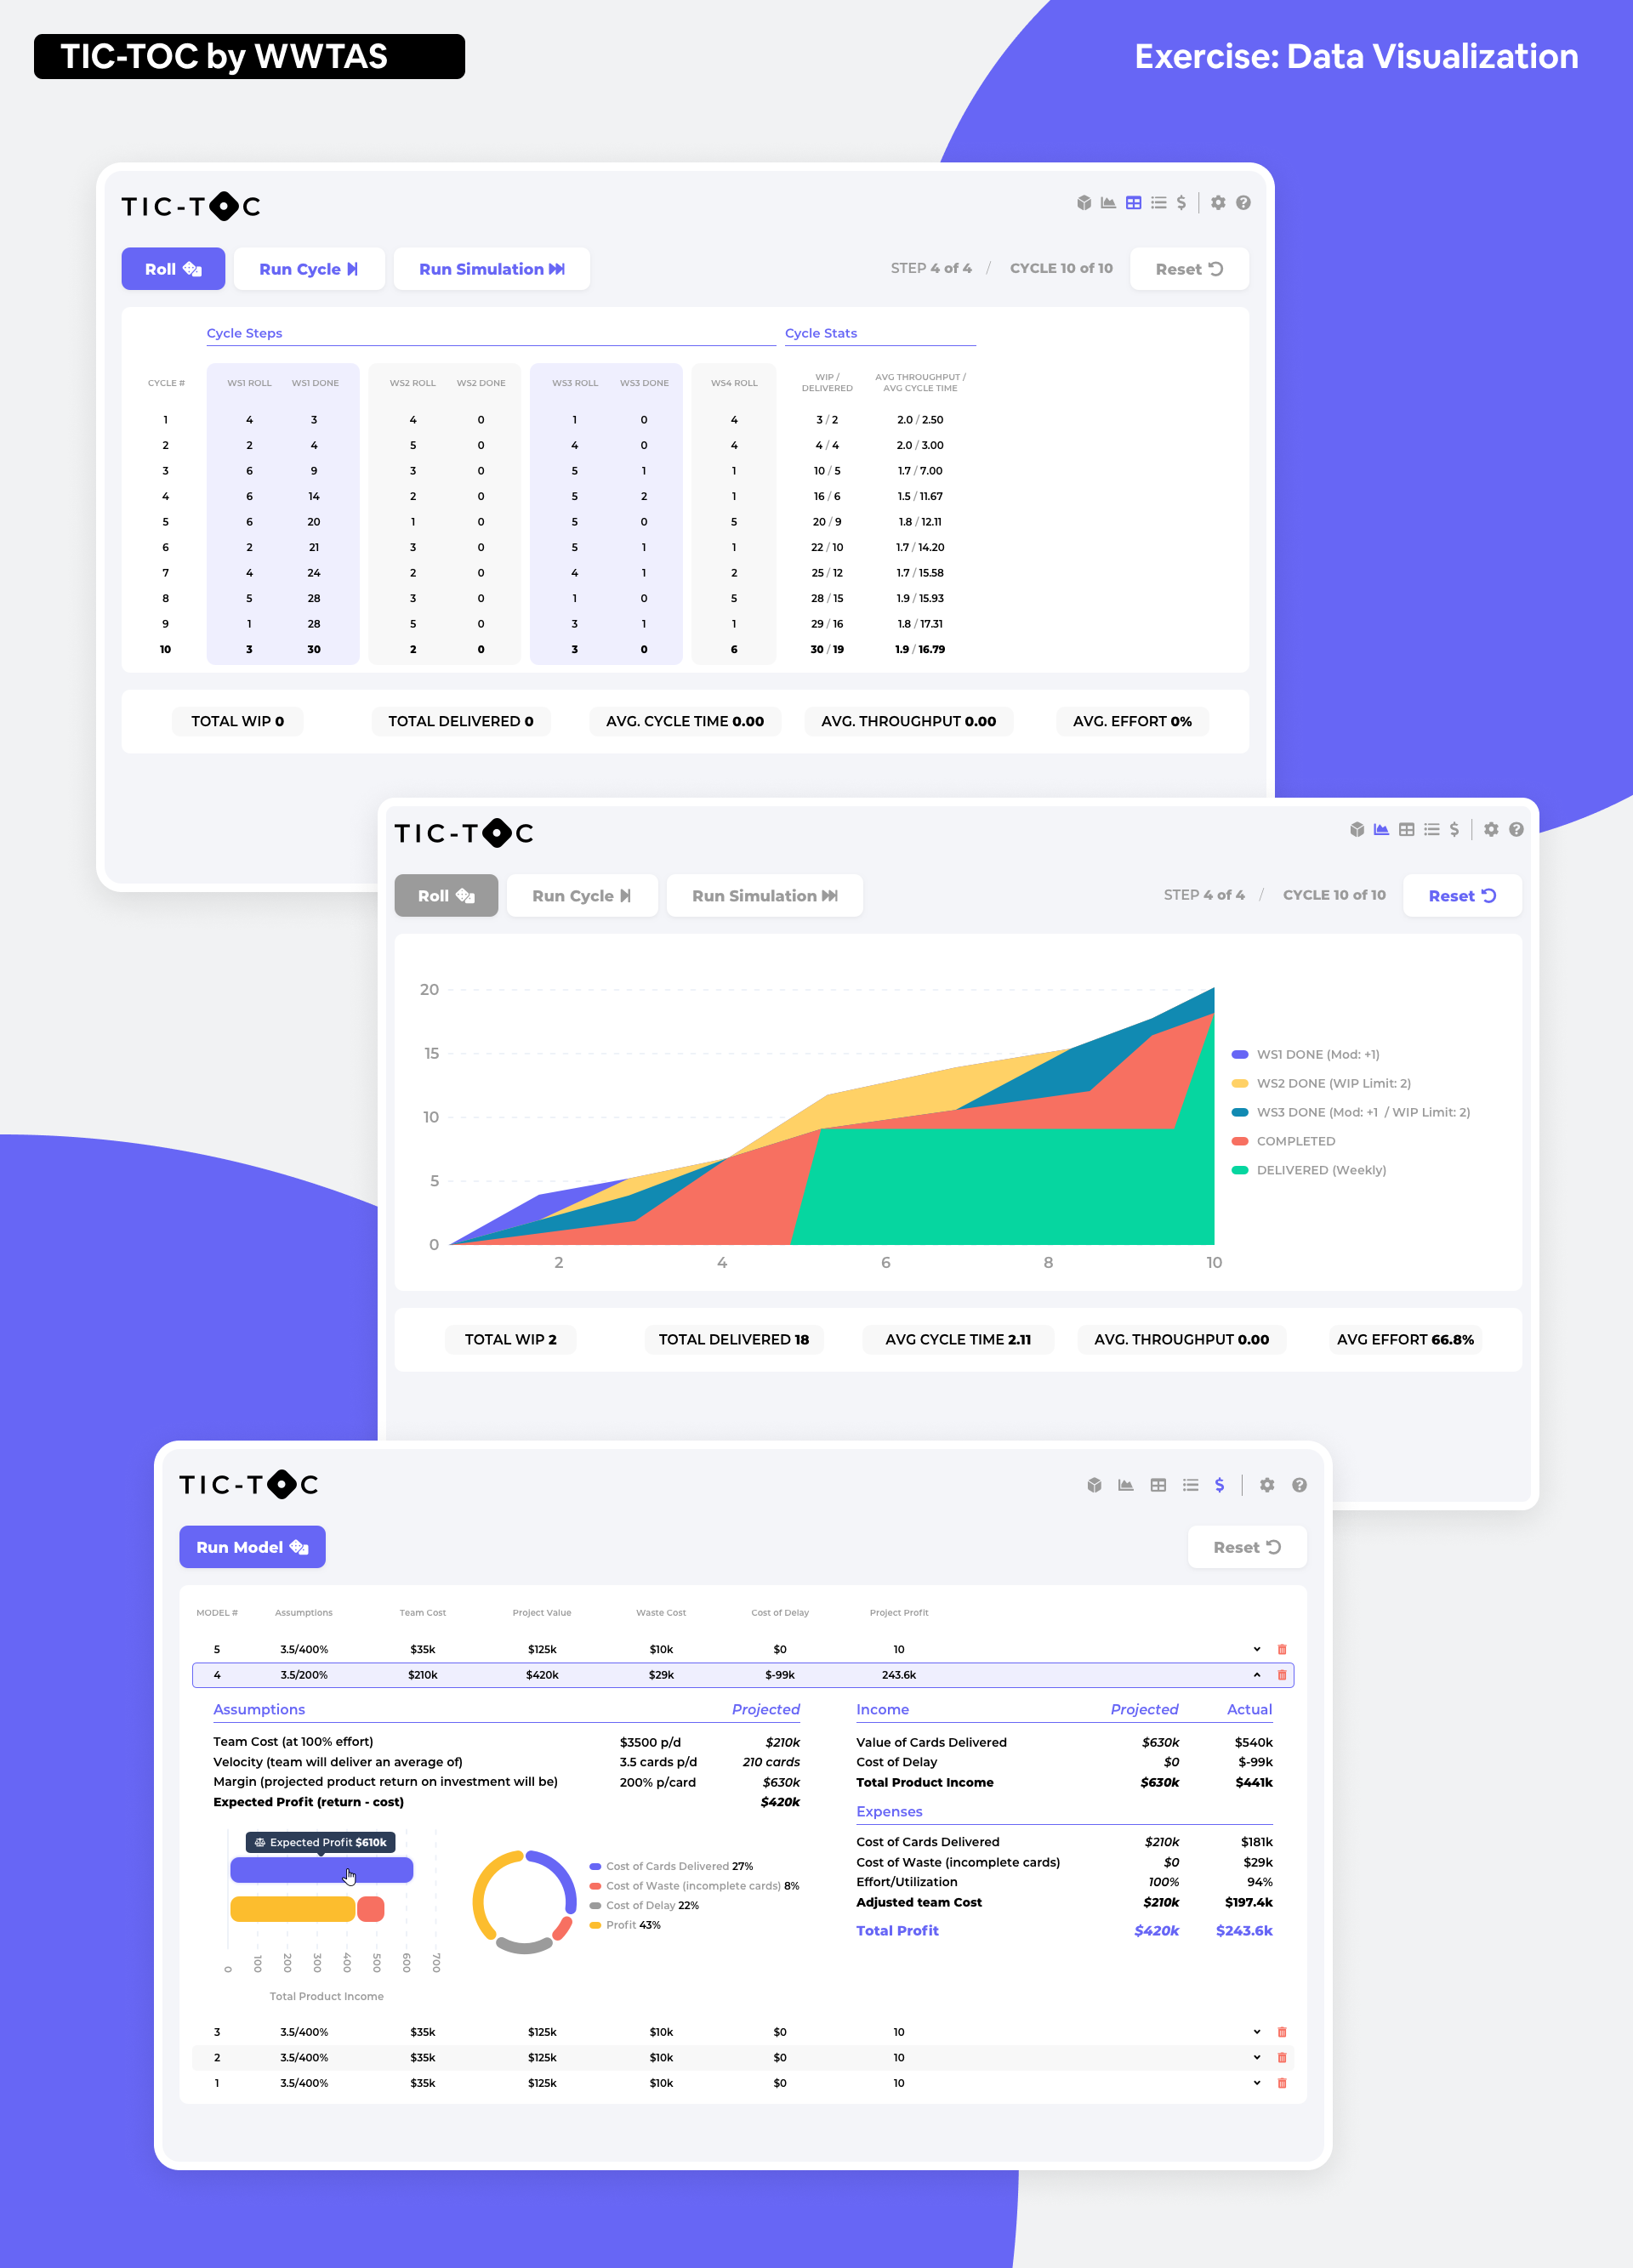 TIC-TOC by WWTAS
Exercise: Data Visualization
TIC-TOC
Roll
Run Cycle
Run Simulation
STEP 4 of 4 / CYCLE 10 of 10
Reset
Cycle Steps
Cycle Stats
CYCLE # WS1 ROLL WS1 DONE WS2 ROLL WS2 DONE WS3 ROLL WS3 DONE WS4 ROLL WIP / DELIVERED AVG THROUGHPUT / AVG CYCLE TIME
1 4 3 4 0 1 0 4 3 / 2 2.0 / 2.50
2 2 4 5 0 4 0 4 4 / 4 2.0 / 3.00
3 6 9 3 0 5 1 1 10 / 5 1.7 / 7.00
4 6 14 2 0 5 2 1 16 / 6 1.5 / 11.67
5 6 20 1 0 5 0 5 20 / 9 1.8 / 12.11
6 2 21 3 0 5 1 1 22 / 10 1.7 / 14.20
7 4 24 2 0 4 1 2 25 / 12 1.7 / 15.58
8 5 28 3 0 1 0 5 28 / 15 1.9 / 15.93
9 1 28 5 0 3 1 1 29 / 16 1.8 / 17.31
10 3 30 2 0 3 0 6 30 / 19 1.9 / 16.79
TOTAL WIP 0
TOTAL DELIVERED 0
AVG. CYCLE TIME 0.00
AVG. THROUGHPUT 0.00
AVG. EFFORT 0%
TIC-TOC
Roll
Run Cycle
Run Simulation
STEP 4 of 4 / CYCLE 10 of 10
Reset
20
15
10
5
0
2 4 6 8 10
WS1 DONE (Mod: +1)
WS2 DONE (WIP Limit: 2)
WS3 DONE (Mod: +1 / WIP Limit: 2)
COMPLETED
DELIVERED (Weekly)
TOTAL WIP 2
TOTAL DELIVERED 18
AVG CYCLE TIME 2.11
AVG. THROUGHPUT 0.00
AVG EFFORT 66.8%
TIC-TOC
$
Run Model
Reset
MODEL # Assumptions Team Cost Project Value Waste Cost Cost of Delay Project Profit
5 3.5/400% $35k $125k $10k $0 10
4 3.5/200% $210k $420k $29k $-99k 243.6k
Assumptions Projected
Team Cost (at 100% effort) $3500 p/d $210k
Velocity (team will deliver an average of) 3.5 cards p/d 210 cards
Margin (projected product return on investment will be) 200% p/card $630k
Expected Profit (return - cost) $420k
Expected Profit $610k
0 100 200 300 400 500 600 700
Total Product Income
Cost of Cards Delivered 27%
Cost of Waste (incomplete cards) 8%
Cost of Delay 22%
Profit 43%
Income Projected Actual
Value of Cards Delivered $630k $540k
Cost of Delay $0 $-99k
Total Product Income $630k $441k
Expenses
Cost of Cards Delivered $210k $181k
Cost of Waste (incomplete cards) $0 $29k
Effort/Utilization 100% 94%
Adjusted team Cost $210k $197.4k
Total Profit $420k $243.6k
3 3.5/400% $35k $125k $10k $0 10
2 3.5/400% $35k $125k $10k $0 10
1 3.5/400% $35k $125k $10k $0 10